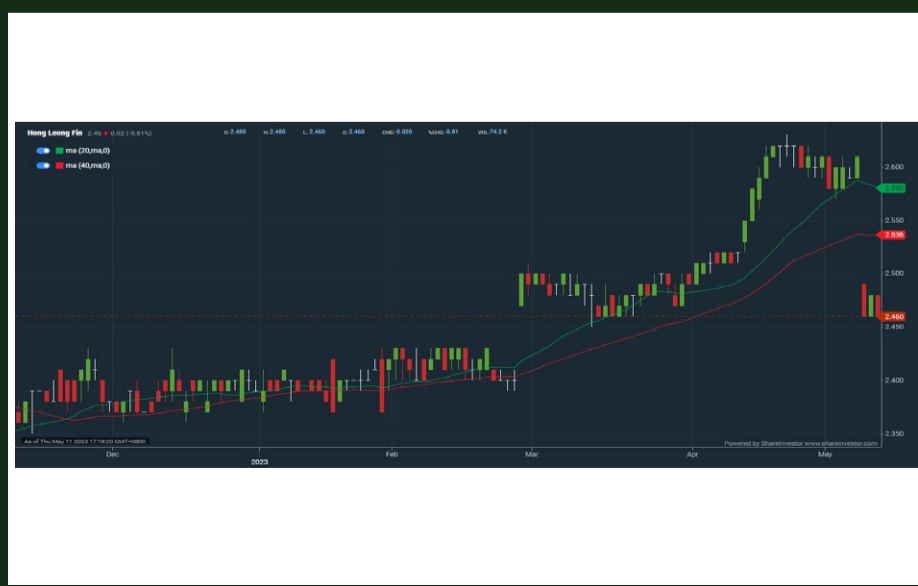 Hong Leong Fin 2.46 ▼ 0.02 (-0.81%) O: 2.480 H: 2.480 L: 2.460 C: 2.460 CHG: -0.020 %CHG: -0.81 VOL: 74.2 K
ma (20,ma,0)
ma (40,ma,0)
2.600
2.550
2.536
2.500
2.460
2.450
2.400
2.350
As of Thu May 11 2023 17:18:20 GMT+0800
Powered by ShareInvestor www.shareinvestor.com
Dec 2023 Feb Mar Apr May